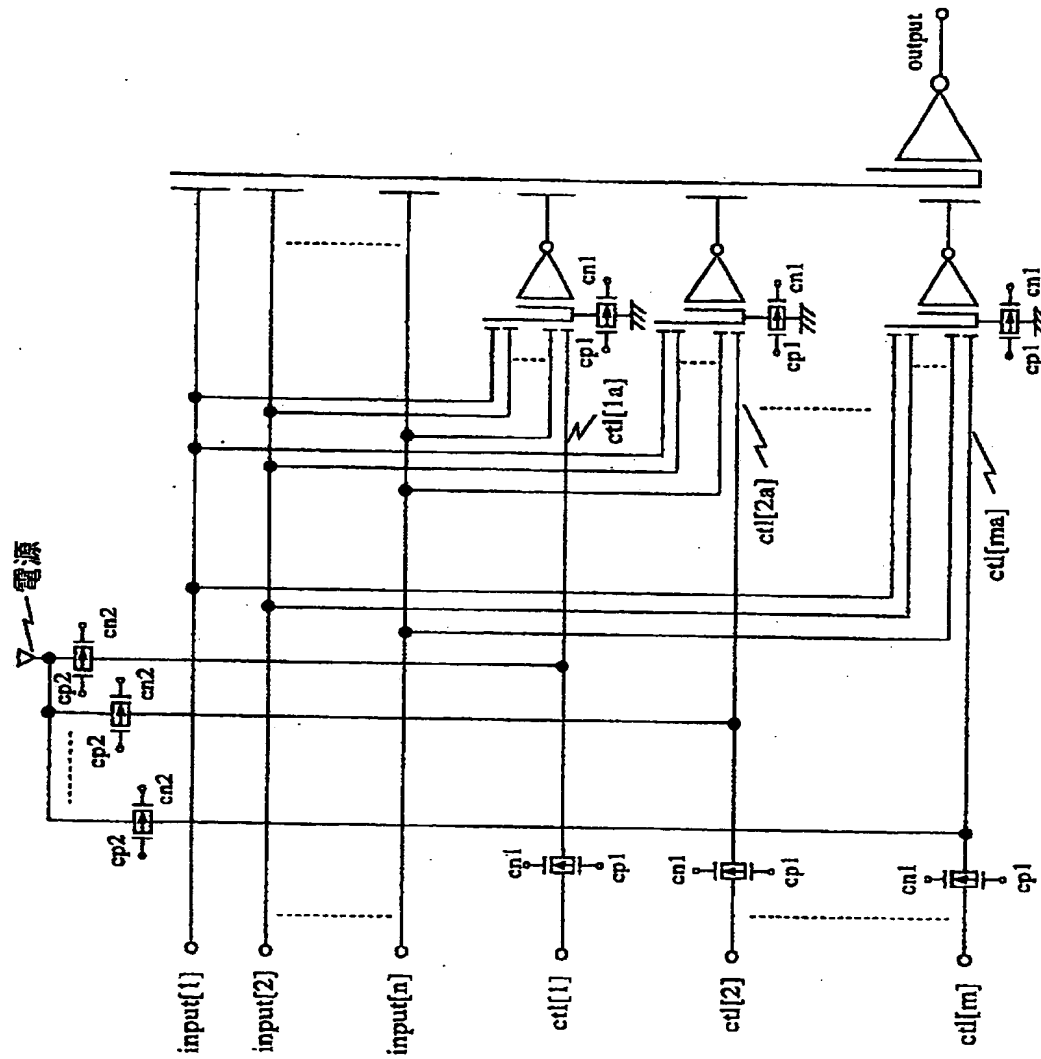 電源
cp2
cn2
cp2
cn2
cp2
cn2
input[1]
input[2]
input[n]
ctl[1]
ctl[2]
ctl[m]
cn1
cp1
cn1
cp1
cn1
cp1
ctl[1a]
ctl[2a]
ctl[ma]
cp1
cn1
cp1
cn1
cp1
cn1
output